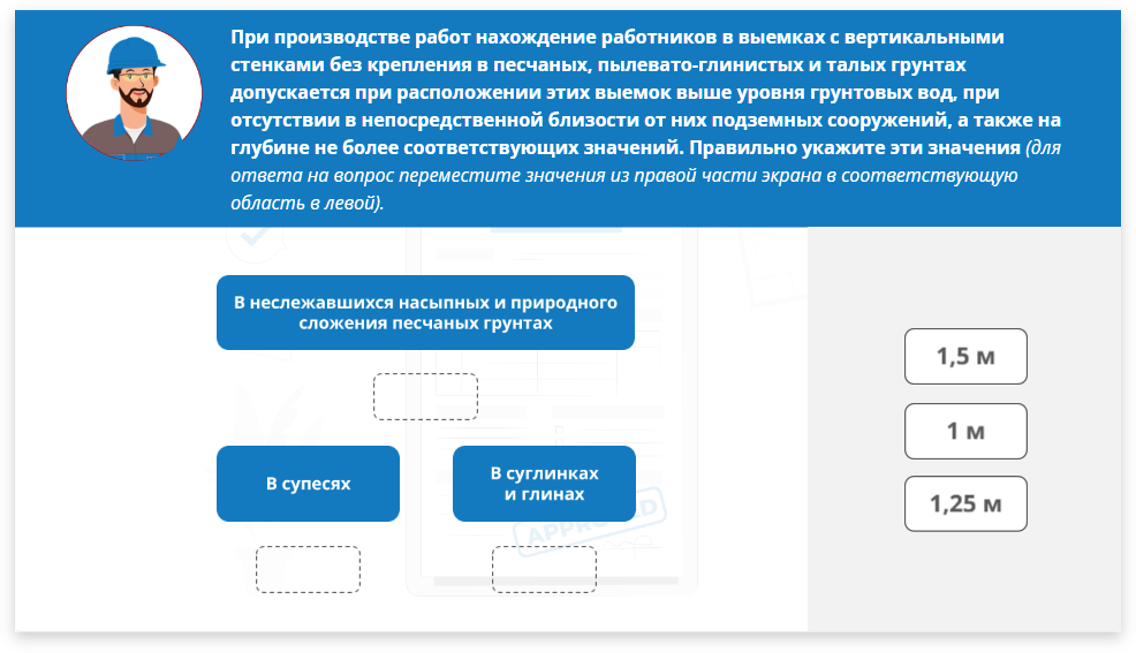 При производстве работ нахождение работников в выемках с вертикальными
стенками без крепления в песчаных, пылевато-глинистых и талых грунтах
допускается при расположении этих выемок выше уровня грунтовых вод, при
отсутствии в непосредственной близости от них подземных сооружений, а также на
глубине не более соответствующих значений. Правильно укажите эти значения (для
ответа на вопрос переместите значения из правой части экрана в соответствующую
область в левой).
В неслежавшихся насыпных и природного
сложения песчаных грунтах
1,5 м
1 м
В супесях
В суглинках
и глинах
1,25 м
APPROVED